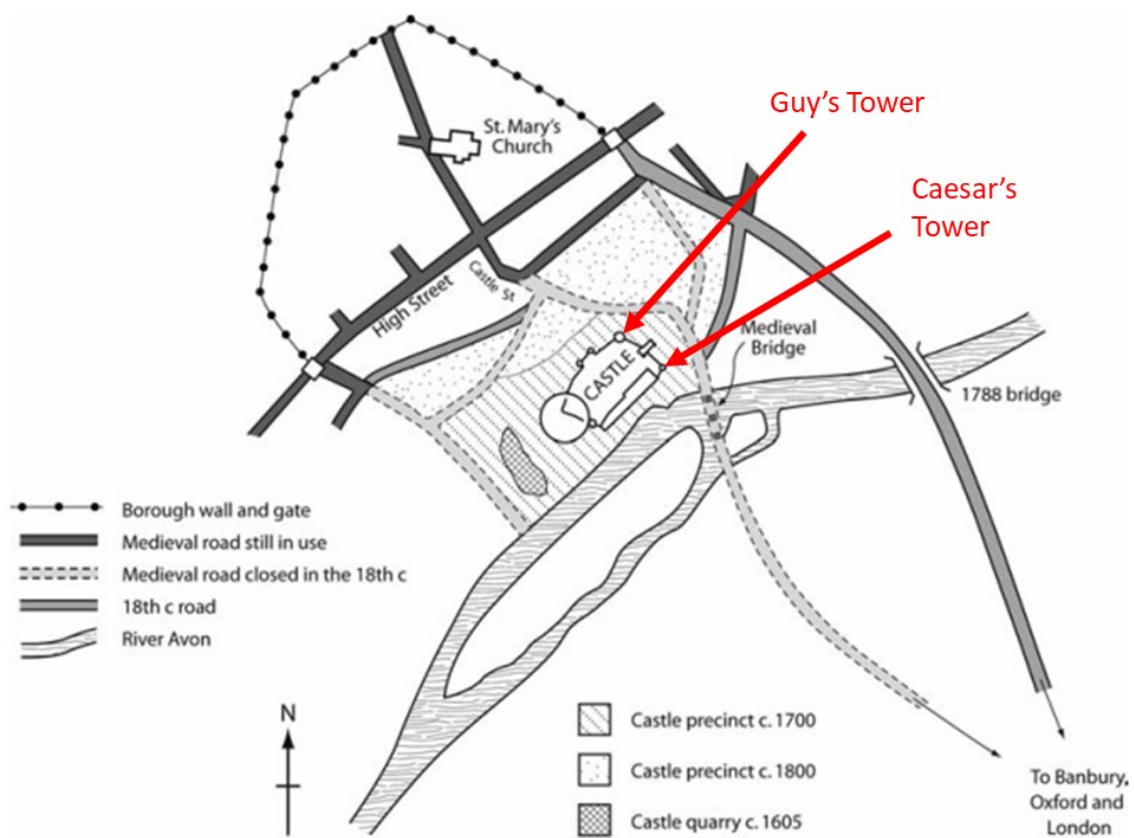 Guy’s Tower
St. Mary's
Church
Caesar’s
Tower
Castle St.
High Street
Medieval
Bridge
CASTLE
1788 bridge
Borough wall and gate
Medieval road still in use
Medieval road closed in the 18th c
18th c road
River Avon
N
Castle precinct c. 1700
Castle precinct c. 1800
Castle quarry c. 1605
To Banbury,
Oxford and
London